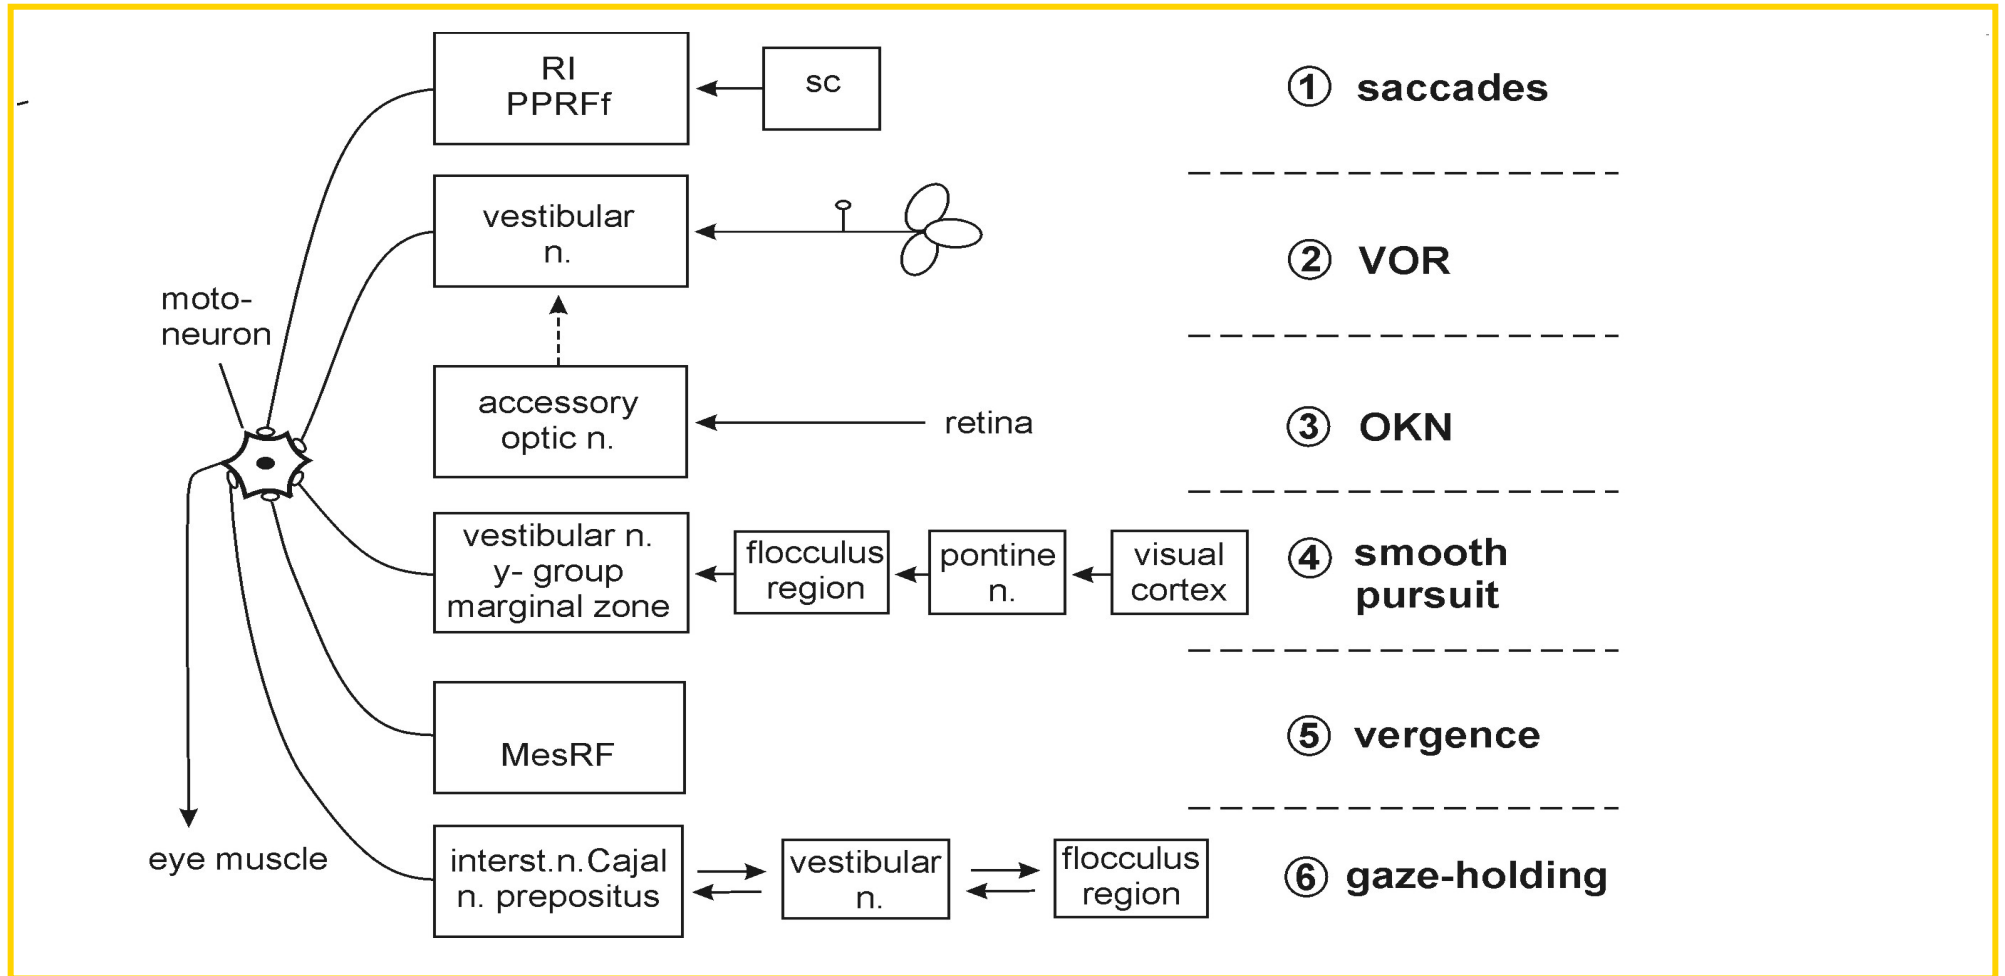 RI
PPRFf
sc
① saccades
vestibular
n.
② VOR
moto-
neuron
accessory
optic n.
retina
③ OKN
vestibular n.
y- group
marginal zone
flocculus
region
pontine
n.
visual
cortex
④ smooth
pursuit
MesRF
⑤ vergence
eye muscle
interst.n.Cajal
n. prepositus
vestibular
n.
flocculus
region
⑥ gaze-holding